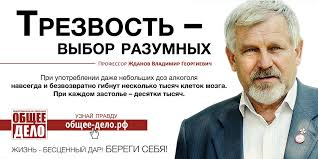 ТРЕЗВОСТЬ –
ВЫБОР РАЗУМНЫХ
ПРОФЕССОР ЖДАНОВ ВЛАДИМИР ГЕОРГИЕВИЧ
При употреблении даже небольших доз алкоголя
навсегда и безвозвратно гибнут несколько тысяч клеток мозга.
При каждом застолье – десятки тысяч.
ОБЩЕЕ
ДЕЛО
УЗНАЙ ПРАВДУ
общее-дело.рф
ЖИЗНЬ - БЕСЦЕННЫЙ ДАР! БЕРЕГИ СЕБЯ!